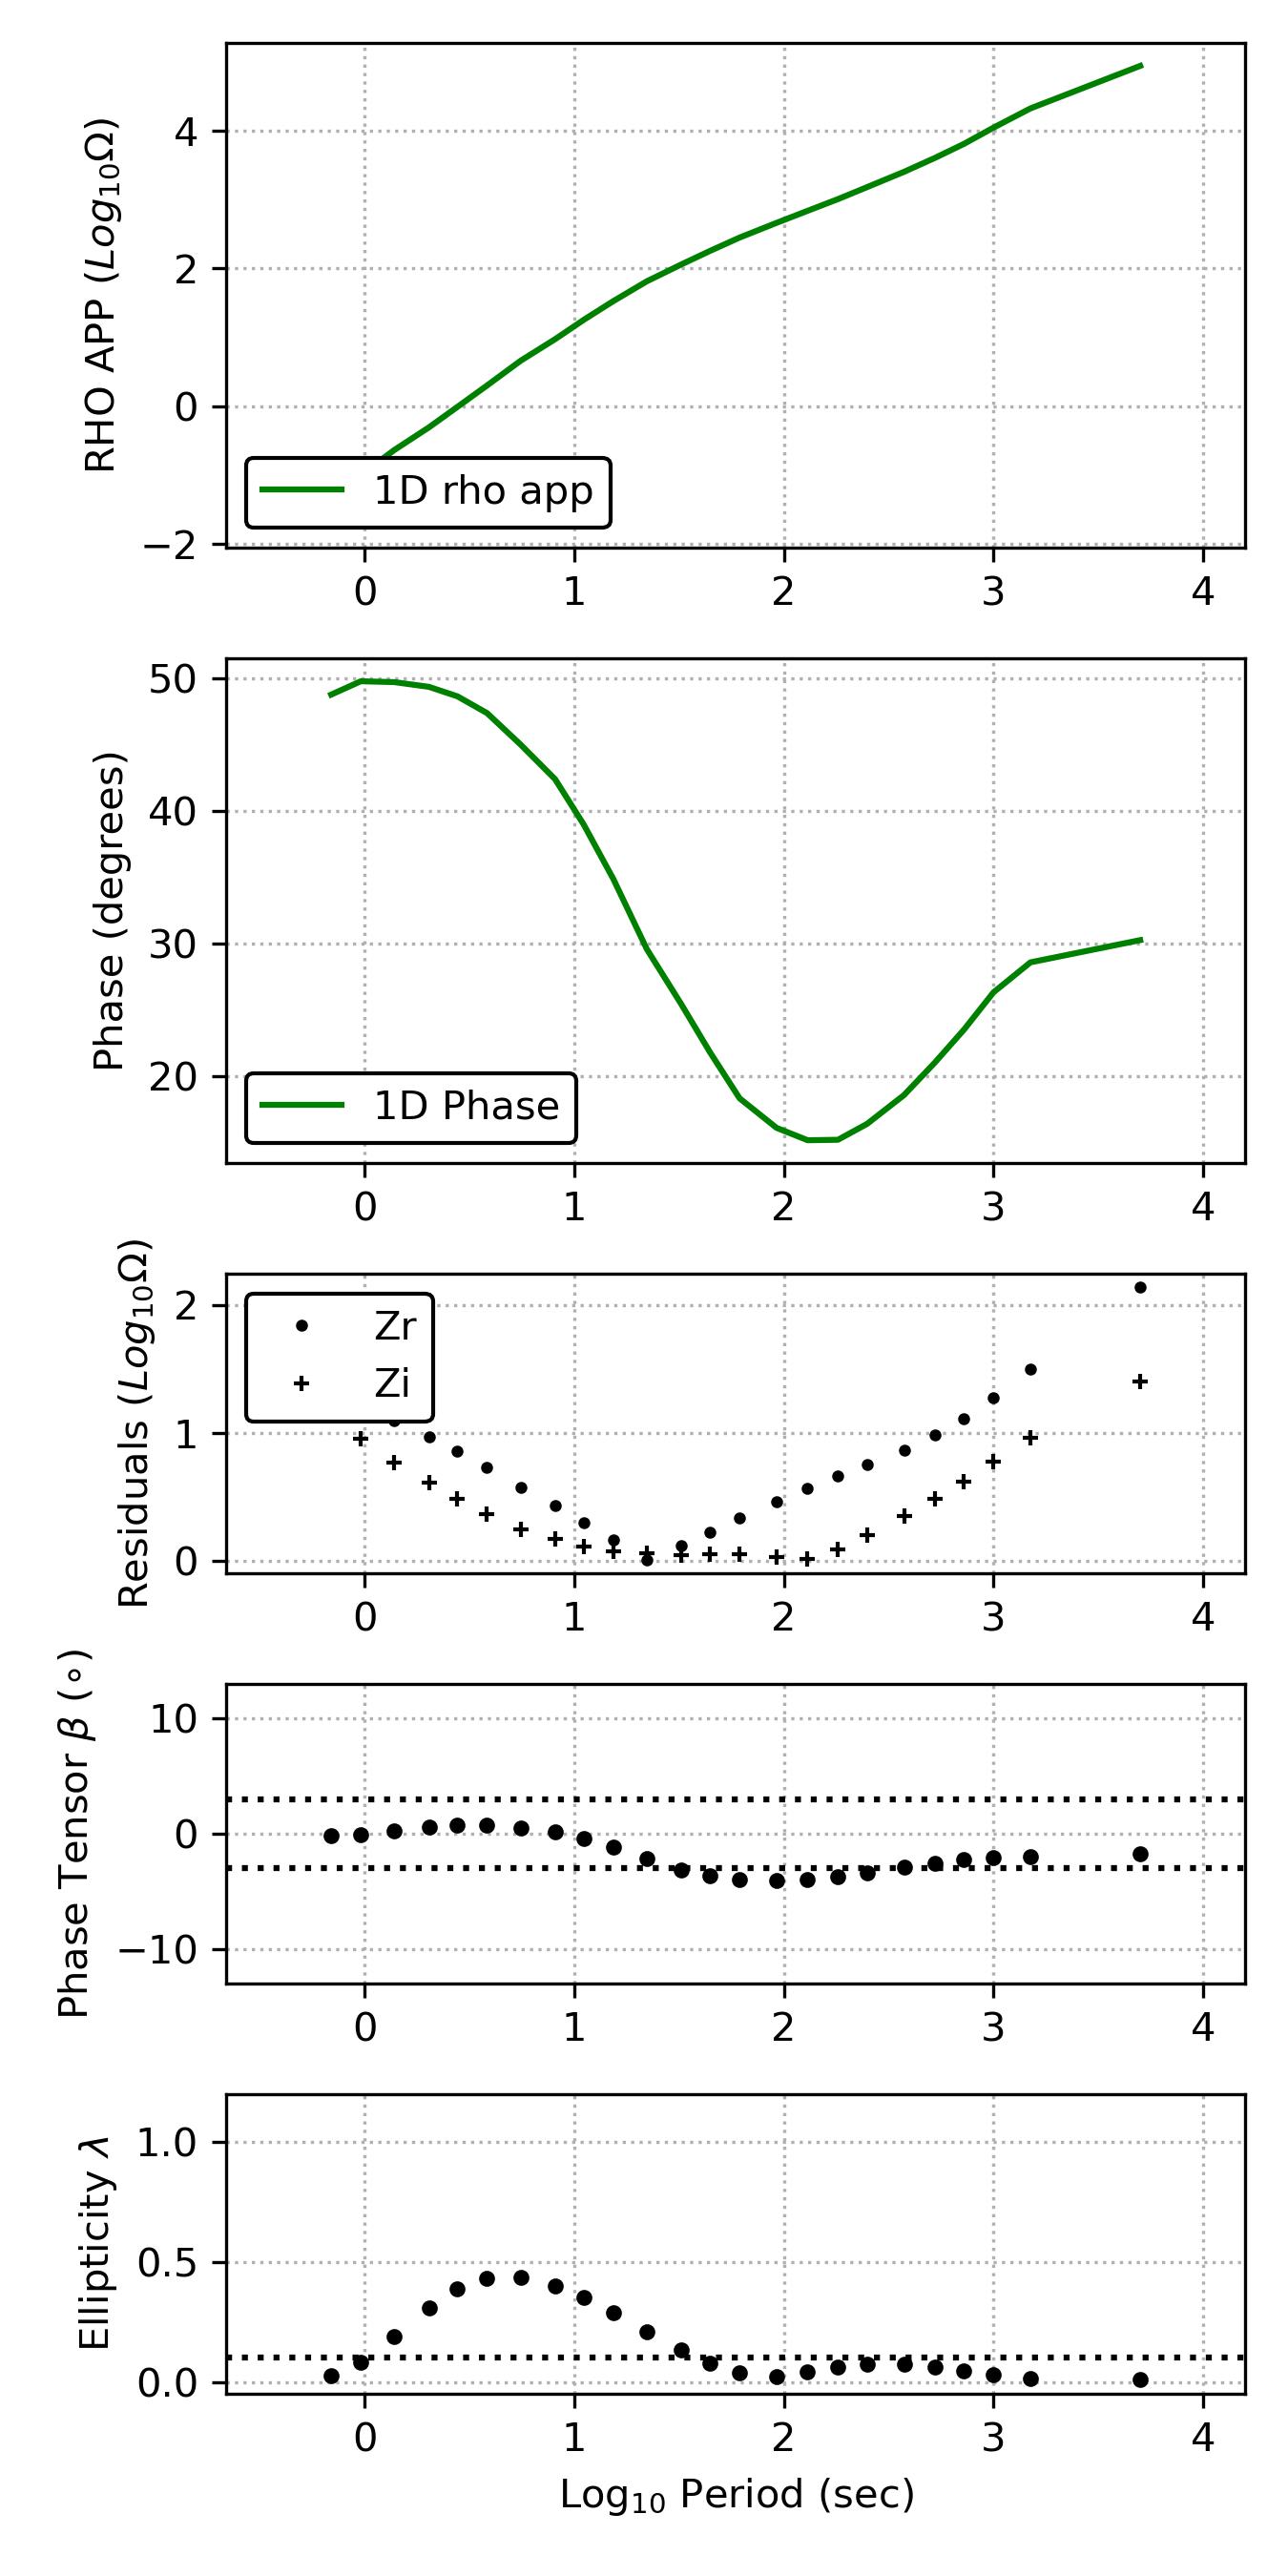 RHO APP (Log₁₀Ω)
4
2
0
−2
1D rho app
0 1 2 3 4
Phase (degrees)
50
40
30
20
1D Phase
0 1 2 3 4
Residuals (Log₁₀Ω)
2
1
0
Zr
Zi
0 1 2 3 4
Phase Tensor β (∘)
10
0
−10
0 1 2 3 4
Ellipticity λ
1.0
0.5
0.0
0 1 2 3 4
Log₁₀ Period (sec)